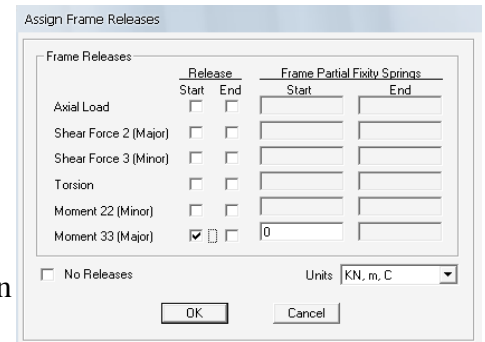 Assign Frame Releases
Frame Releases
Release Frame Partial Fixity Springs
Start End Start End
Axial Load
Shear Force 2 (Major)
Shear Force 3 (Minor)
Torsion
Moment 22 (Minor)
Moment 33 (Major) 0
No Releases Units KN, m, C
n
OK Cancel